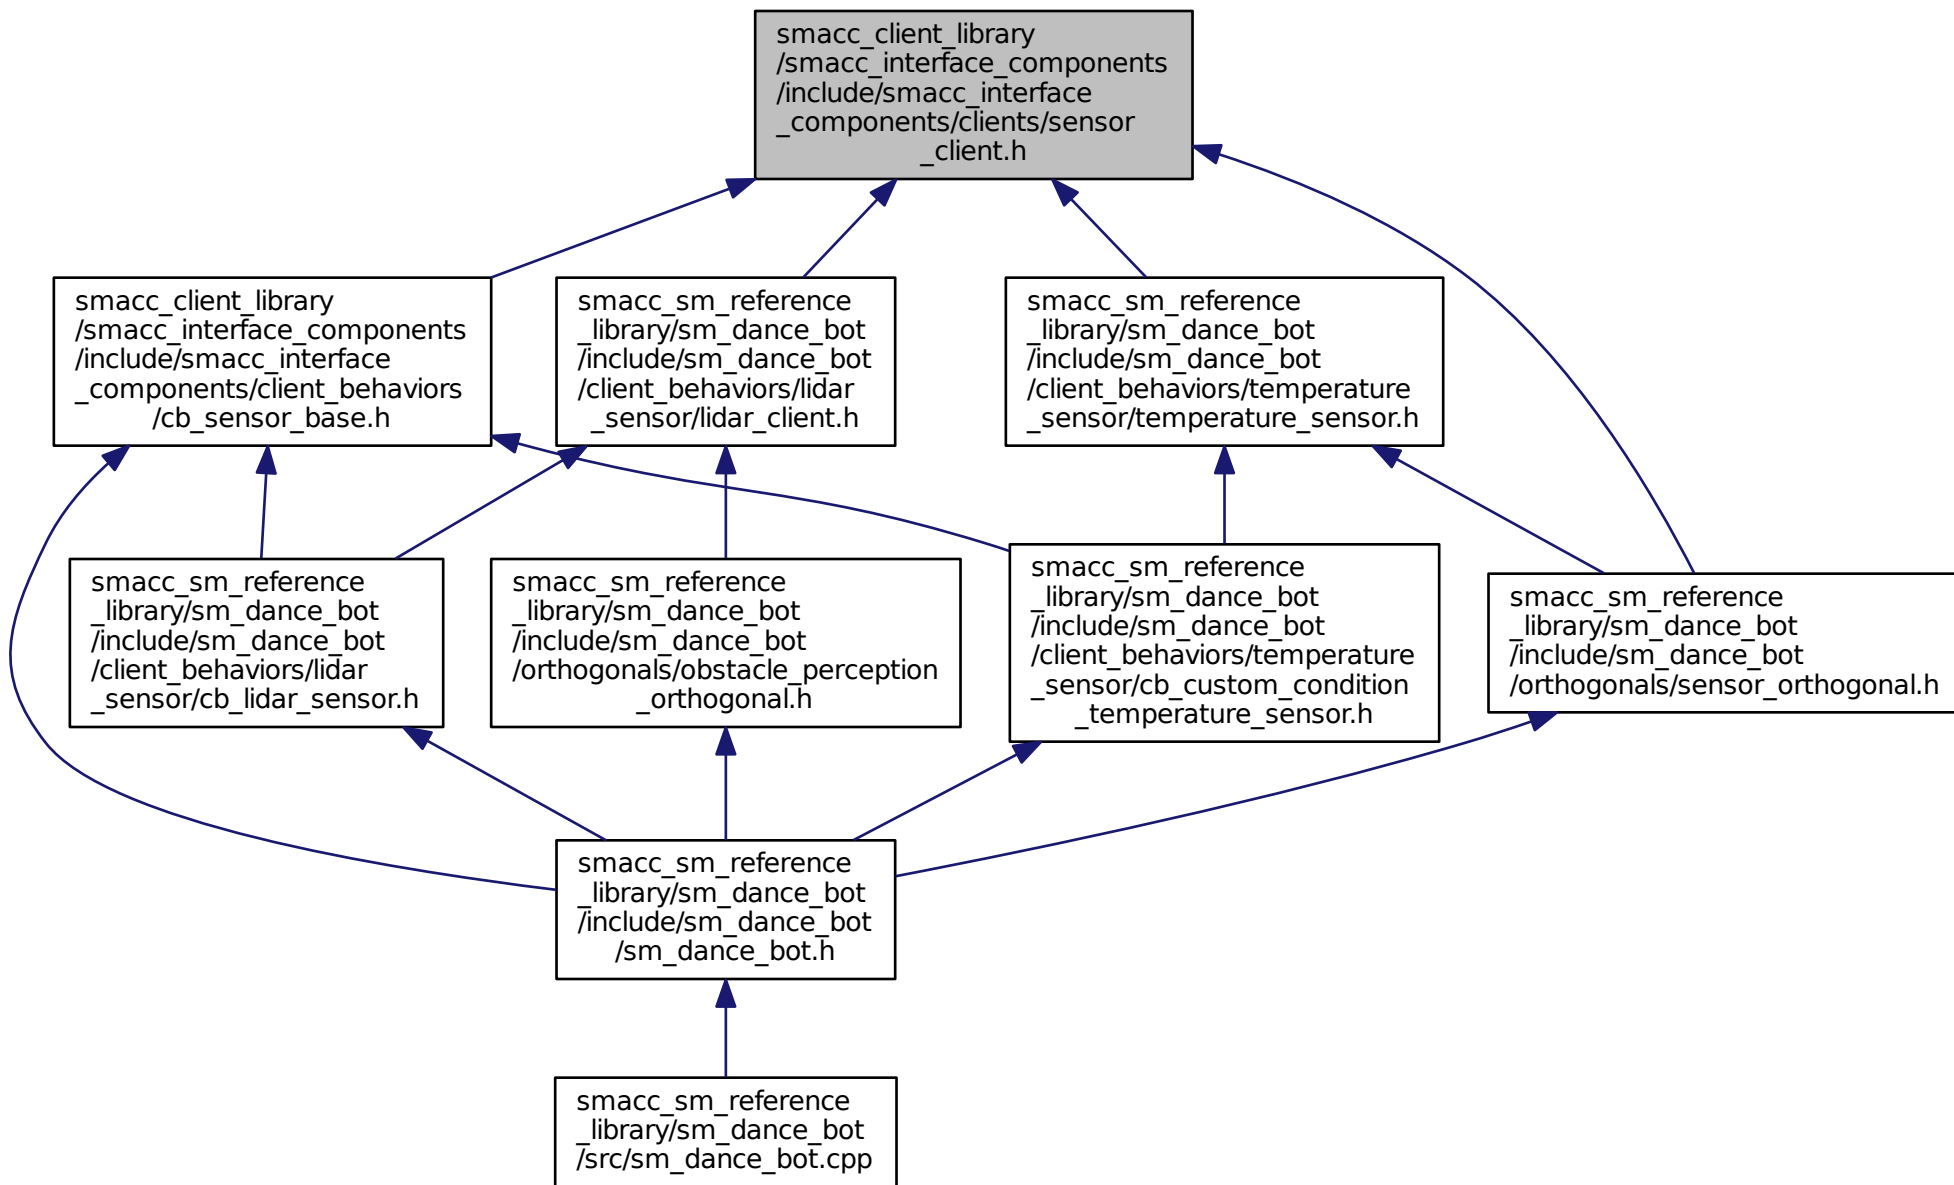 smacc_client_library
/smacc_interface_components
/include/smacc_interface
_components/clients/sensor
_client.h
smacc_client_library
/smacc_interface_components
/include/smacc_interface
_components/client_behaviors
/cb_sensor_base.h
smacc_sm_reference
_library/sm_dance_bot
/include/sm_dance_bot
/client_behaviors/lidar
_sensor/lidar_client.h
smacc_sm_reference
_library/sm_dance_bot
/include/sm_dance_bot
/client_behaviors/temperature
_sensor/temperature_sensor.h
smacc_sm_reference
_library/sm_dance_bot
/include/sm_dance_bot
/client_behaviors/lidar
_sensor/cb_lidar_sensor.h
smacc_sm_reference
_library/sm_dance_bot
/include/sm_dance_bot
/orthogonals/obstacle_perception
_orthogonal.h
smacc_sm_reference
_library/sm_dance_bot
/include/sm_dance_bot
/client_behaviors/temperature
_sensor/cb_custom_condition
_temperature_sensor.h
smacc_sm_reference
_library/sm_dance_bot
/include/sm_dance_bot
/orthogonals/sensor_orthogonal.h
smacc_sm_reference
_library/sm_dance_bot
/include/sm_dance_bot
/sm_dance_bot.h
smacc_sm_reference
_library/sm_dance_bot
/src/sm_dance_bot.cpp